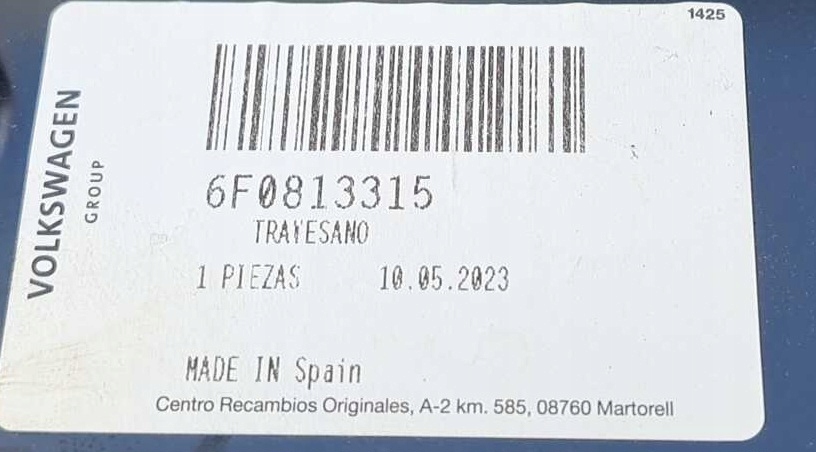 1425
VOLKSWAGEN
GROUP
6F0813315
TRAVESANO
1 PIEZAS 10.05.2023
MADE IN Spain
Centro Recambios Originales, A-2 km. 585, 08760 Martorell